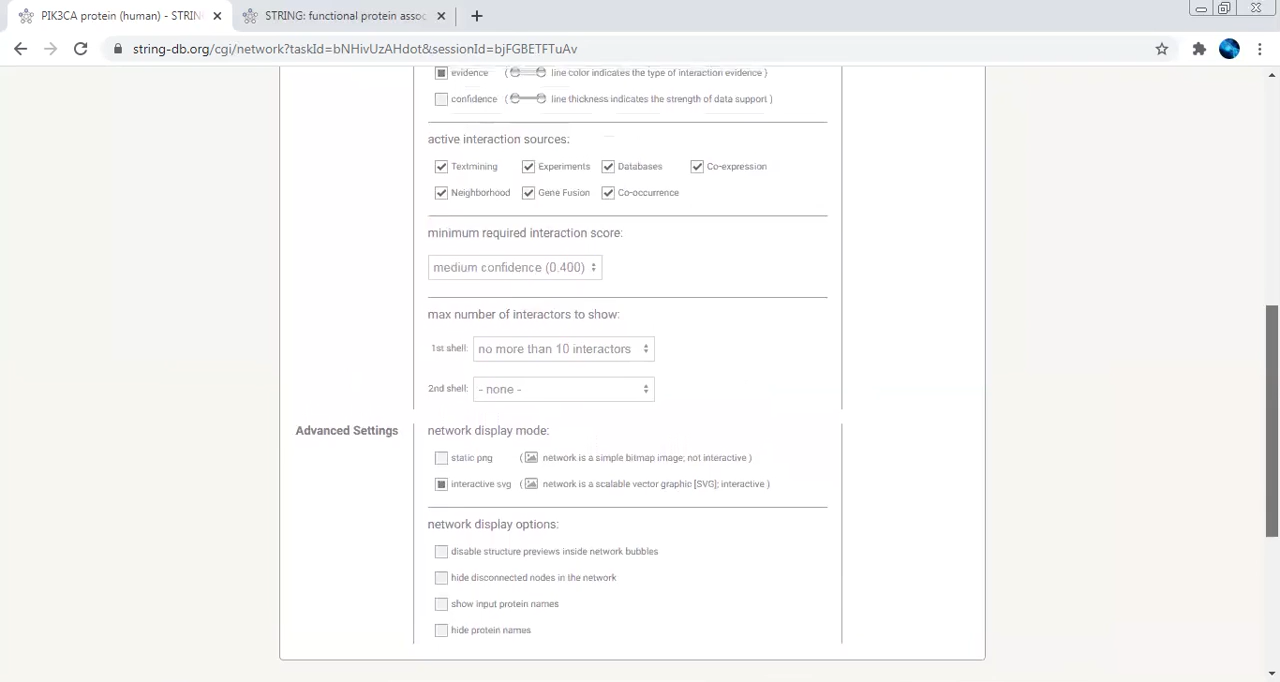 PIK3CA protein (human) - STRIN
STRING: functional protein assoc
string-db.org/cgi/network?taskId=bNHivUzAHdot&sessionId=bjFGBETFTuAv
evidence ( line color indicates the type of interaction evidence )
confidence ( line thickness indicates the strength of data support )
active interaction sources:
Textmining Experiments Databases Co-expression
Neighborhood Gene Fusion Co-occurrence
minimum required interaction score:
medium confidence (0.400)
max number of interactors to show:
1st shell: no more than 10 interactors
2nd shell: - none -
Advanced Settings
network display mode:
static png ( network is a simple bitmap image; not interactive )
interactive svg ( network is a scalable vector graphic [SVG]; interactive )
network display options:
disable structure previews inside network bubbles
hide disconnected nodes in the network
show input protein names
hide protein names